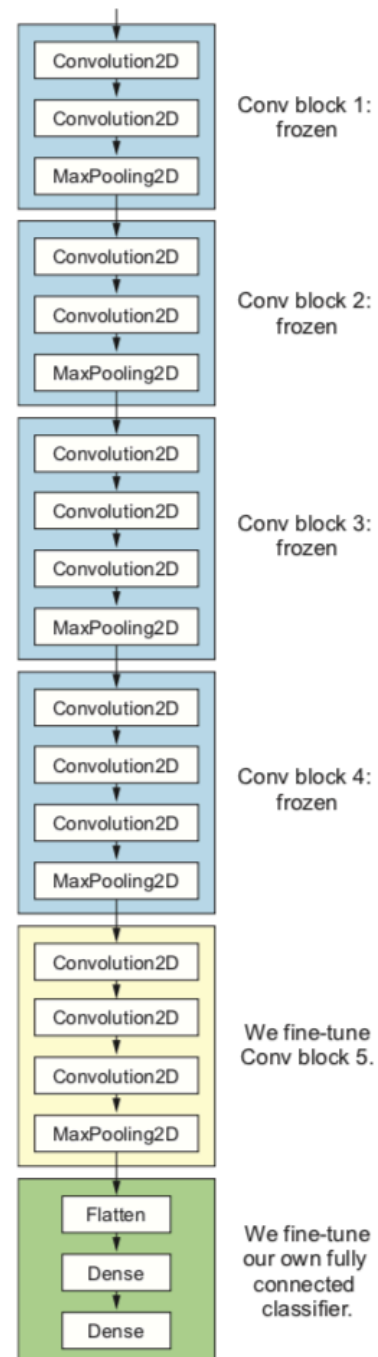 Convolution2D
Convolution2D
MaxPooling2D
Conv block 1:
frozen
Convolution2D
Convolution2D
MaxPooling2D
Conv block 2:
frozen
Convolution2D
Convolution2D
Convolution2D
MaxPooling2D
Conv block 3:
frozen
Convolution2D
Convolution2D
Convolution2D
MaxPooling2D
Conv block 4:
frozen
Convolution2D
Convolution2D
Convolution2D
MaxPooling2D
We fine-tune
Conv block 5.
Flatten
Dense
Dense
We fine-tune
our own fully
connected
classifier.